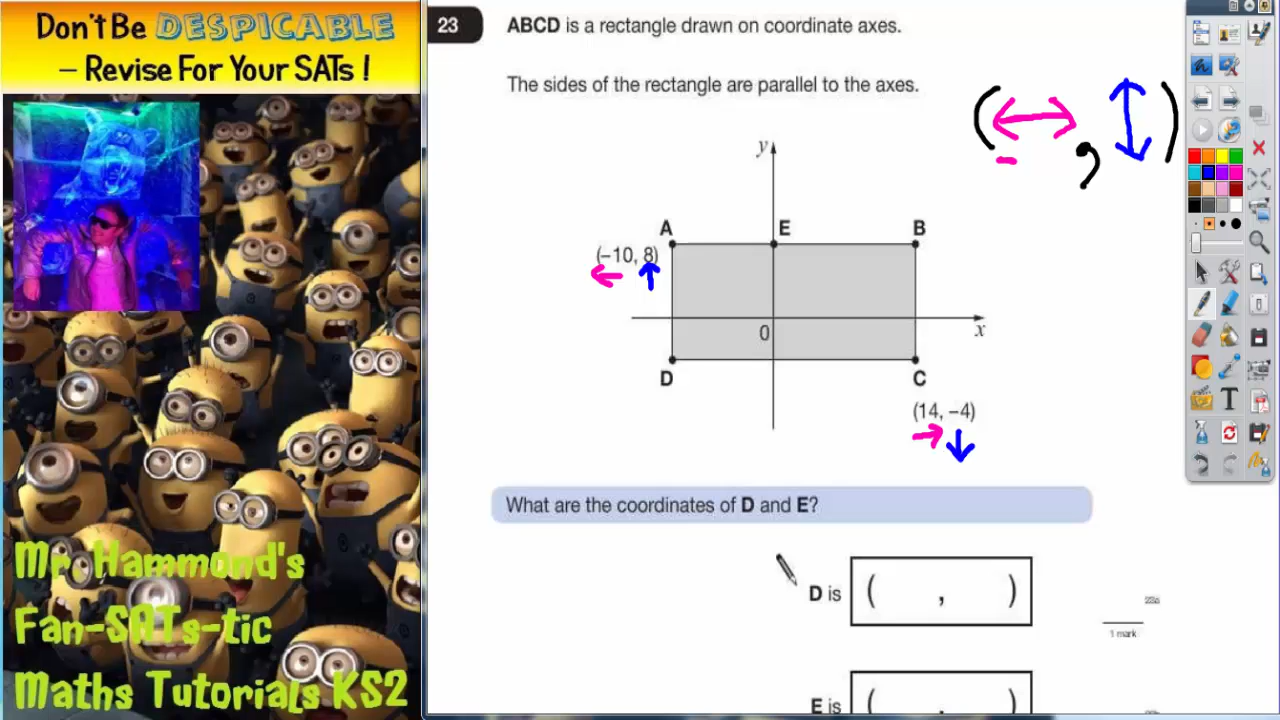 Don't Be DESPICABLE
– Revise For Your SATs !
Mr. Hammond's
Fan-SATs-tic
Maths Tutorials KS2
23
ABCD is a rectangle drawn on coordinate axes.
The sides of the rectangle are parallel to the axes.
( , )
y
A
E
B
(−10, 8)
0
x
D
C
(14, −4)
What are the coordinates of D and E?
D is ( , )
23a
1 mark
E is ( , )